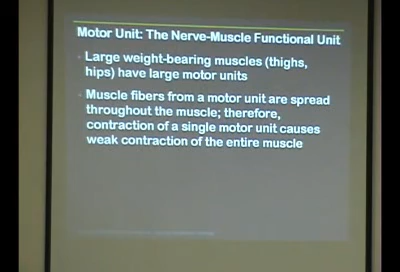 Motor Unit: The Nerve-Muscle Functional Unit
Large weight-bearing muscles (thighs,
hips) have large motor units
Muscle fibers from a motor unit are spread
throughout the muscle; therefore,
contraction of a single motor unit causes
weak contraction of the entire muscle